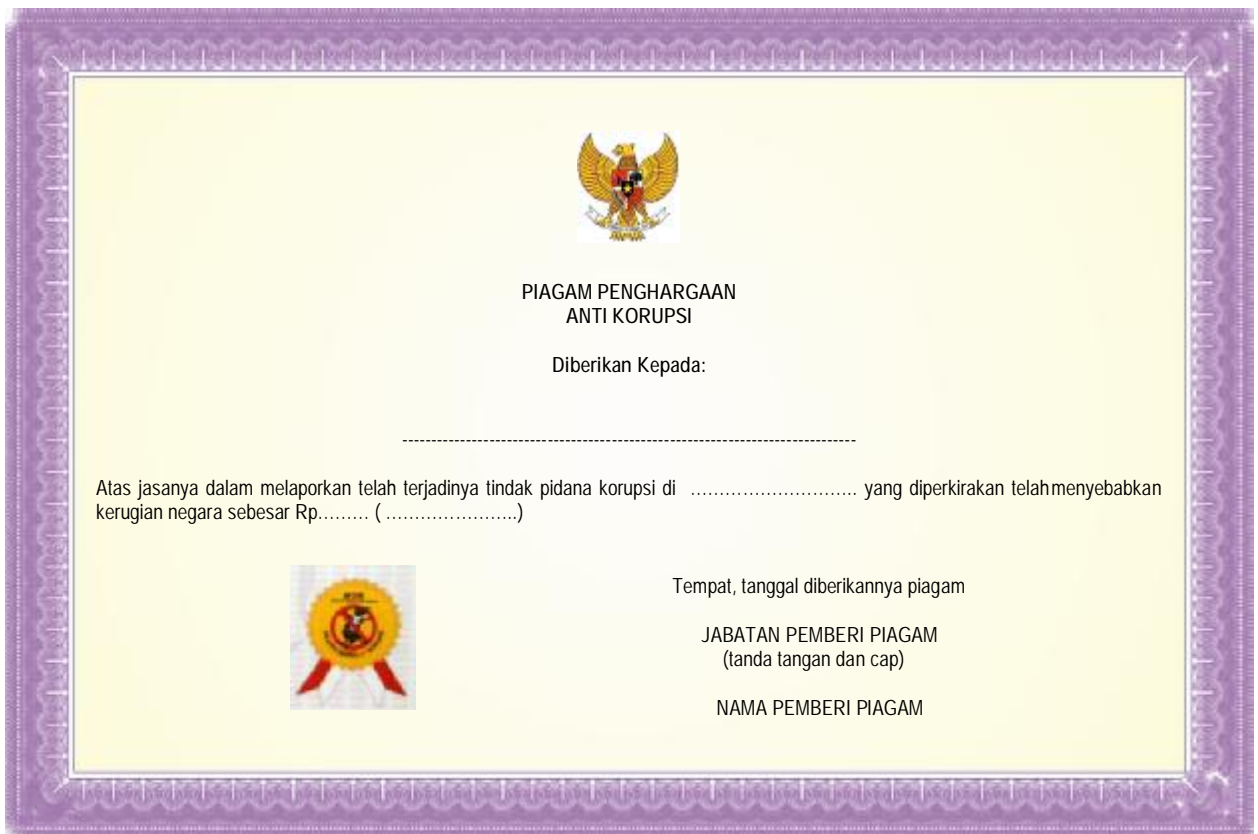 PIAGAM PENGHARGAAN
ANTI KORUPSI
Diberikan Kepada:
------------------------------------------------------------------------------
Atas jasanya dalam melaporkan telah terjadinya tindak pidana korupsi di ............................. yang diperkirakan telah menyebabkan
kerugian negara sebesar Rp......... ( .......................)
Tempat, tanggal diberikannya piagam
JABATAN PEMBERI PIAGAM
(tanda tangan dan cap)
NAMA PEMBERI PIAGAM